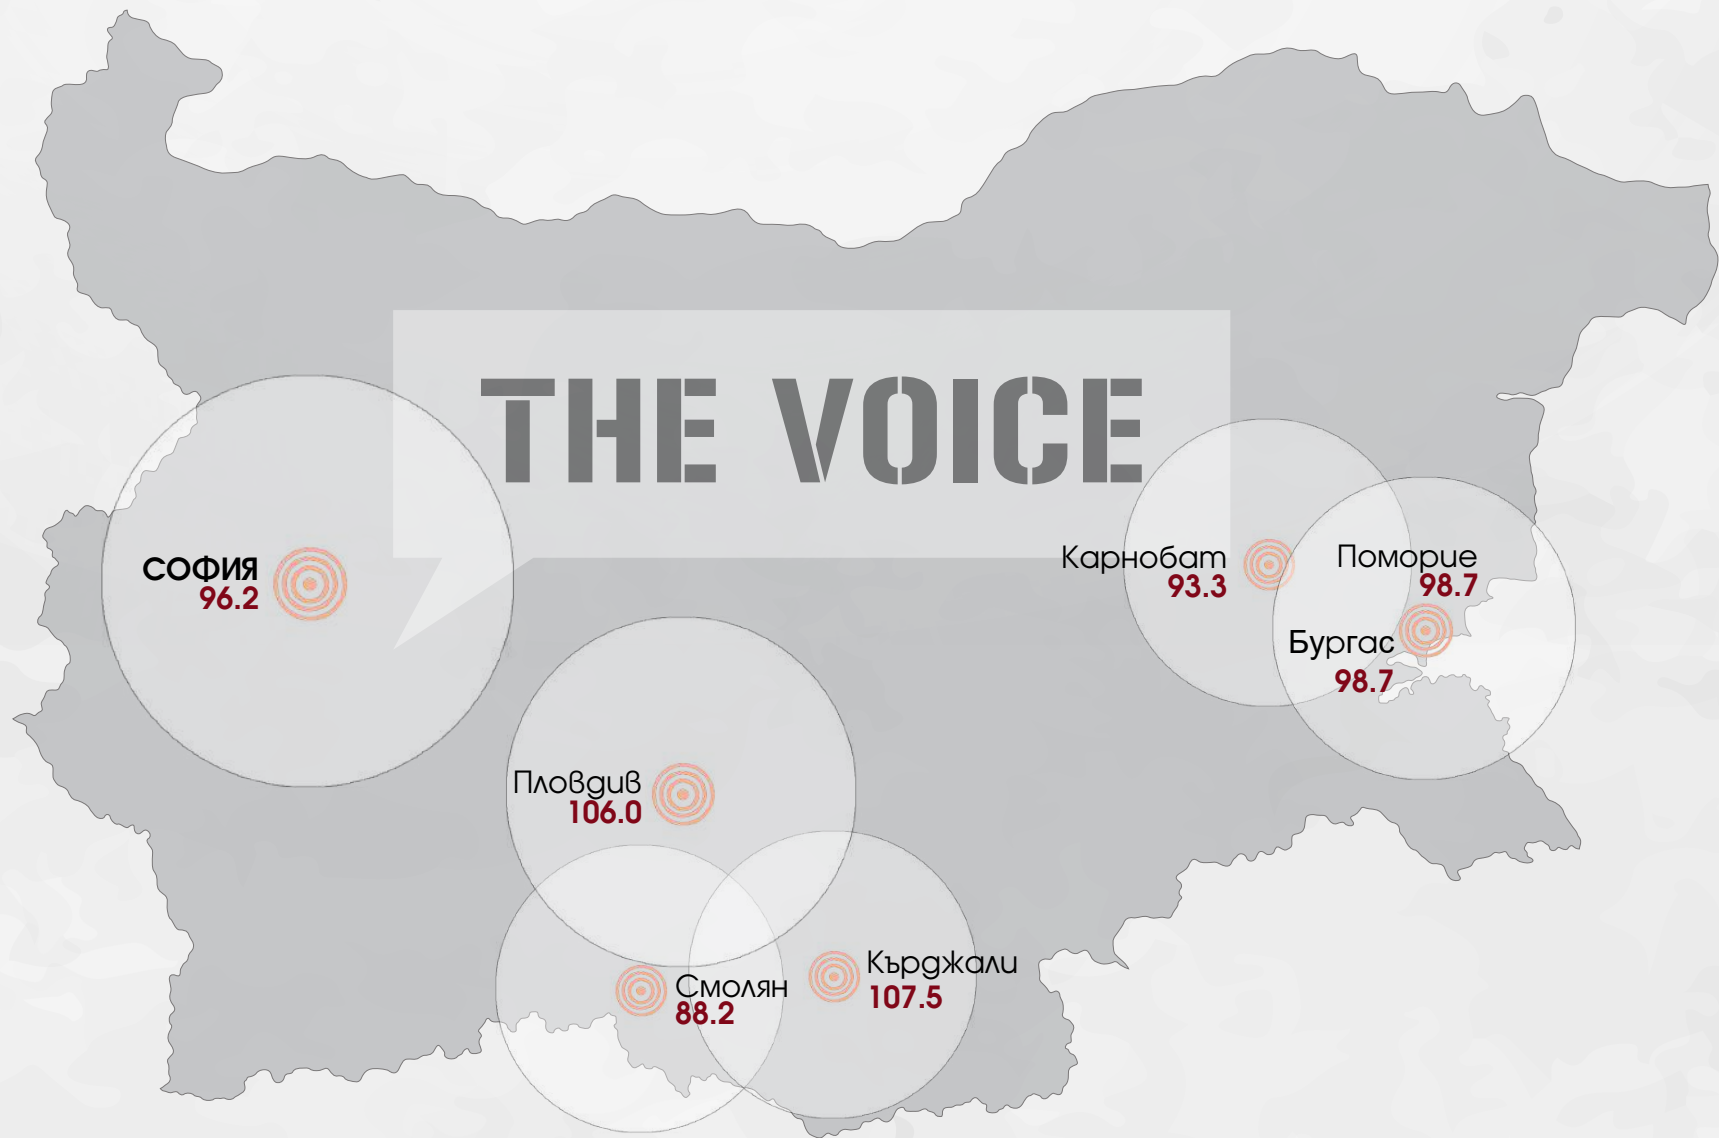 THE VOICE
СОФИЯ
96.2
Карнобат
93.3
Поморие
98.7
Бургас
98.7
Пловдив
106.0
Смолян
88.2
Кърджали
107.5